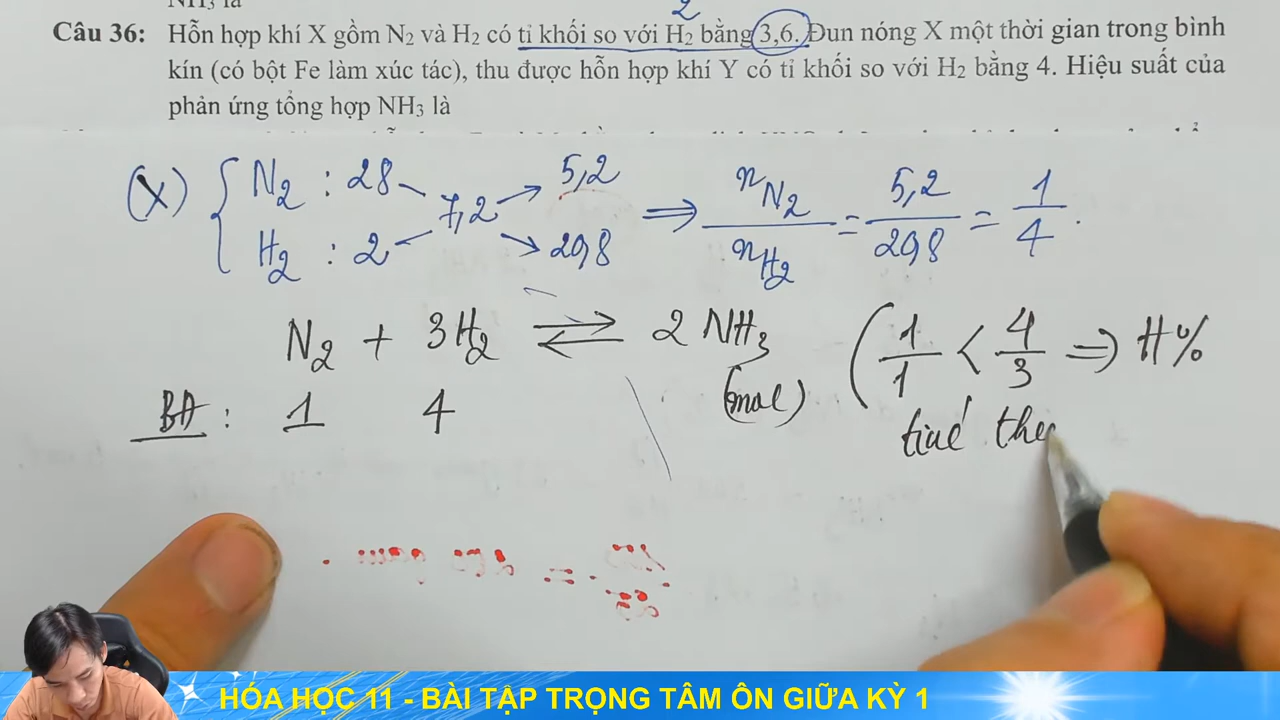 NH₃ là
2
Câu 36: Hỗn hợp khí X gồm N₂ và H₂ có tỉ khối so với H₂ bằng 3,6. Đun nóng X một thời gian trong bình
kín (có bột Fe làm xúc tác), thu được hỗn hợp khí Y có tỉ khối so với H₂ bằng 4. Hiệu suất của
phản ứng tổng hợp NH₃ là
(X) { N₂ : 28 7,2 5,2 ⇒ nN₂ / nH₂ = 5,2 / 20,8 = 1 / 4.
H₂ : 2 20,8
N₂ + 3H₂ ⇌ 2NH₃ ( 1/1 < 4/3 ⇒ H%
BĐ : 1 4 (mol) tính the
HÓA HỌC 11 - BÀI TẬP TRỌNG TÂM ÔN GIỮA KỲ 1